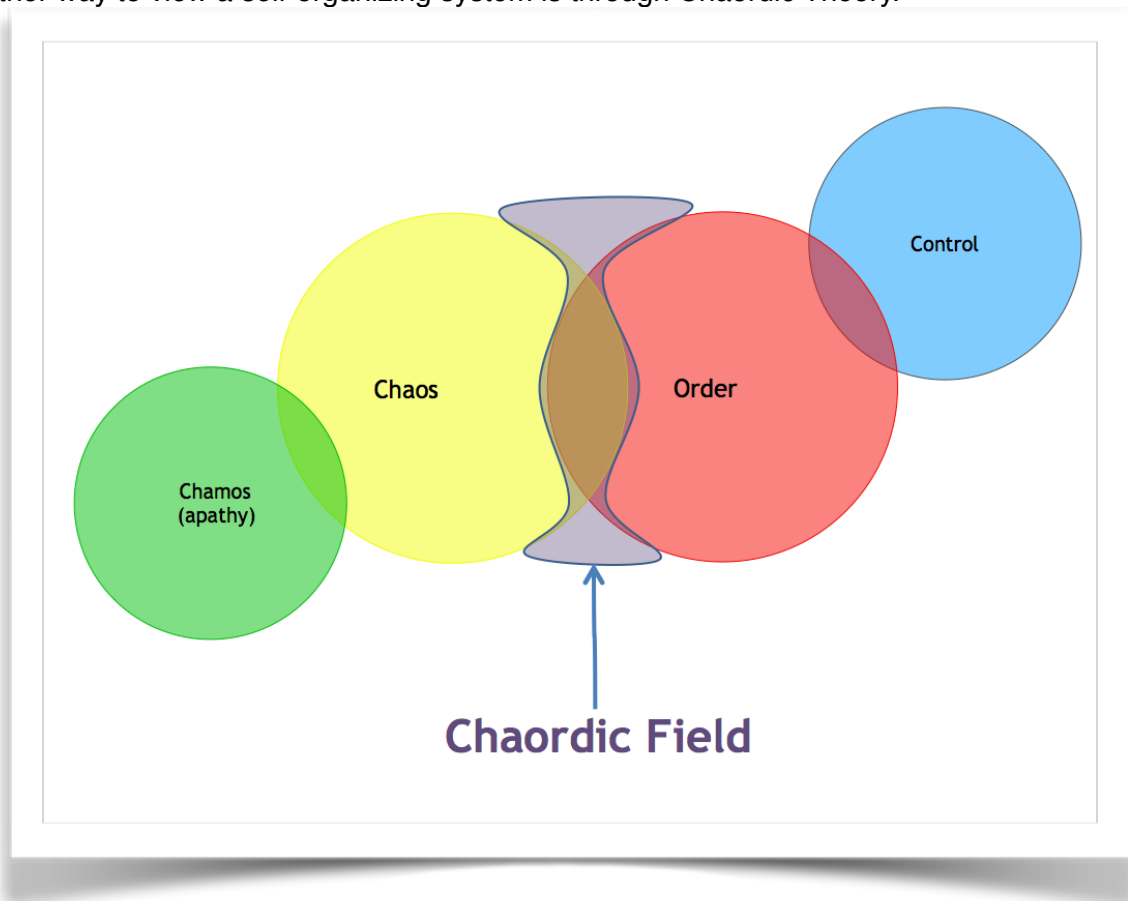 way to view a self-organizing system is through Chaordic Theory.
Control
Chaos
Order
Chamos
(apathy)
Chaordic Field